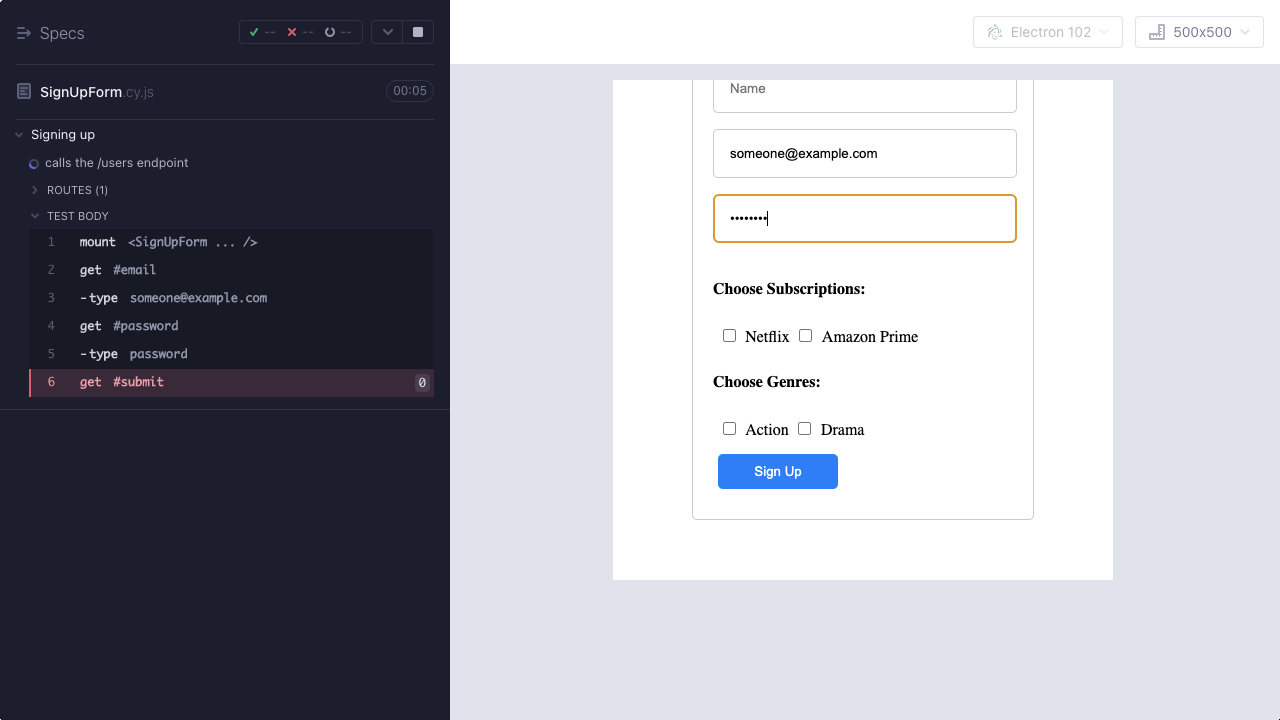 Specs
-- -- --
SignUpForm.cy.js 00:05
Signing up
calls the /users endpoint
ROUTES (1)
TEST BODY
1 mount <SignUpForm ... />
2 get #email
3 -type someone@example.com
4 get #password
5 -type password
6 get #submit 0
Electron 102 500x500
Name
someone@example.com
••••••••
Choose Subscriptions:
Netflix Amazon Prime
Choose Genres:
Action Drama
Sign Up